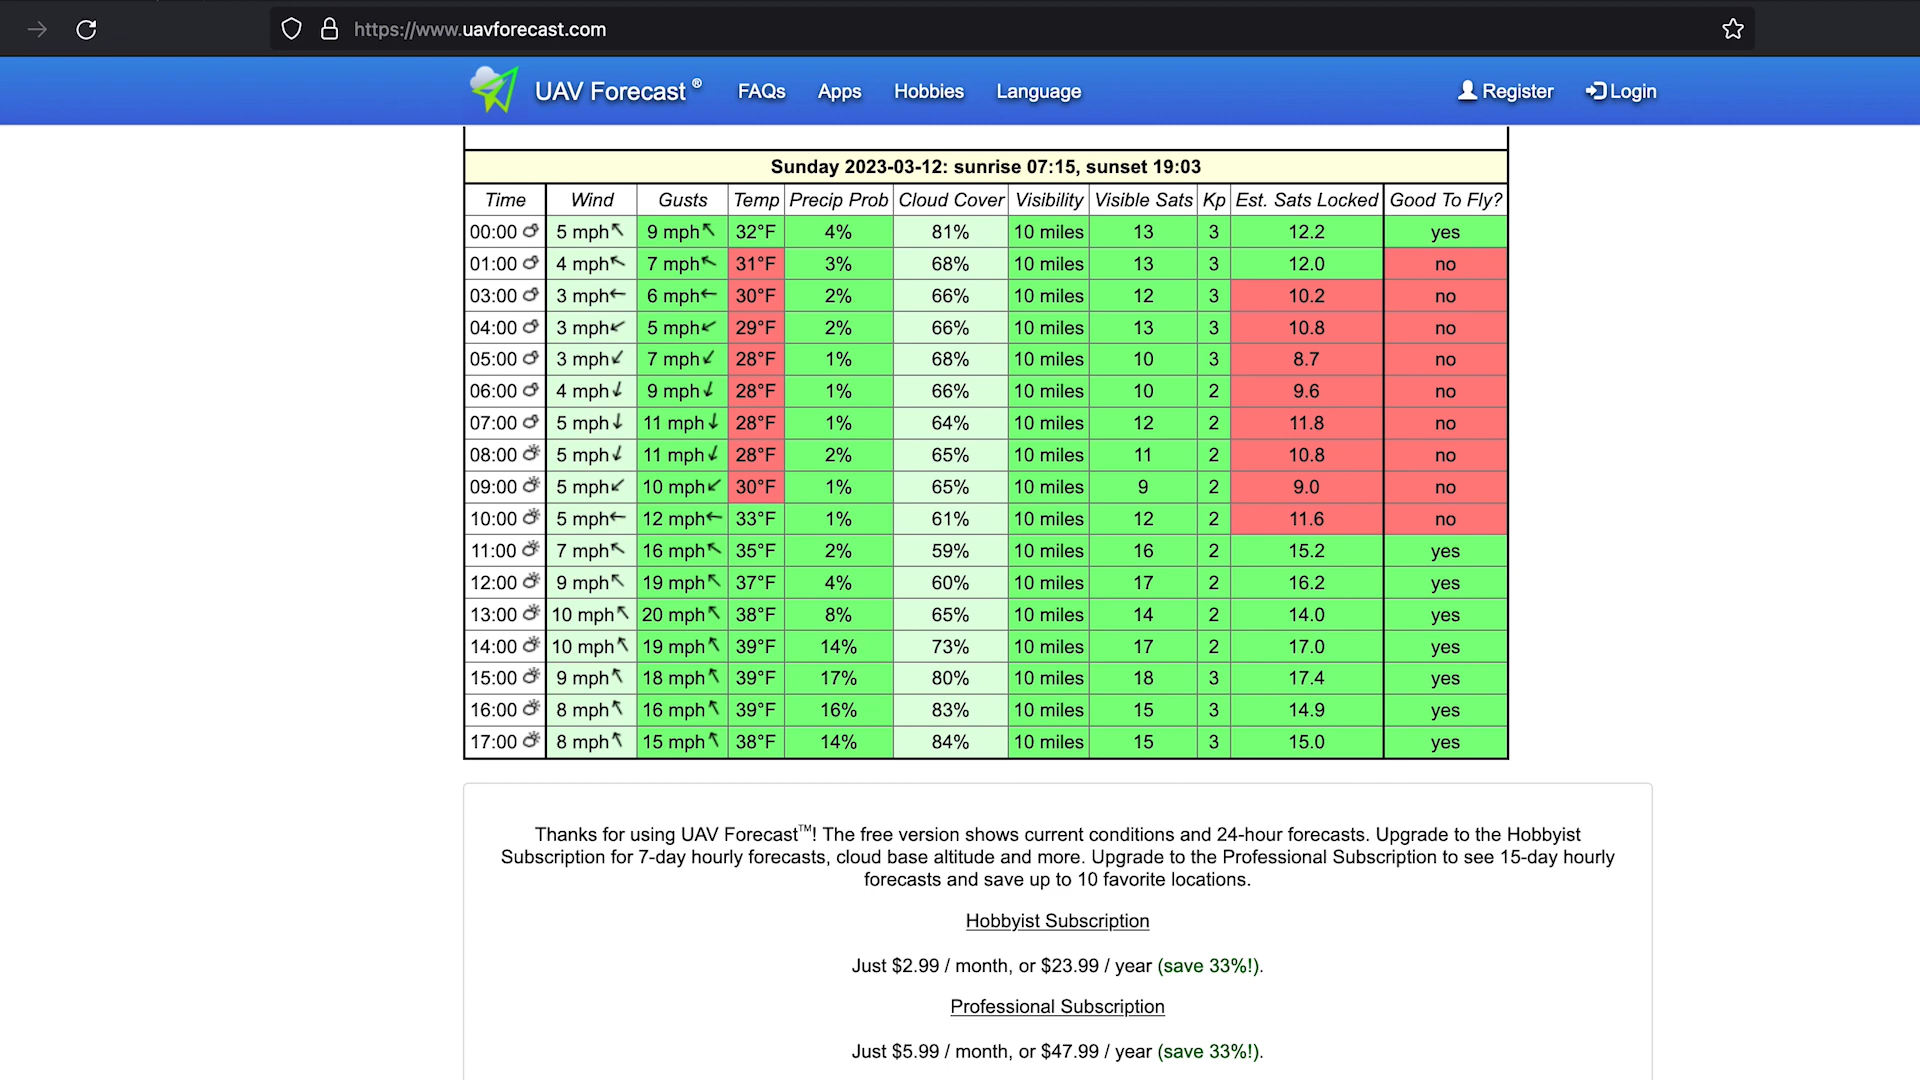 https://www.uavforecast.com
UAV Forecast ® FAQs Apps Hobbies Language Register Login
Sunday 2023-03-12: sunrise 07:15, sunset 19:03
Time Wind Gusts Temp Precip Prob Cloud Cover Visibility Visible Sats Kp Est. Sats Locked Good To Fly?
00:00 5 mph 9 mph 32°F 4% 81% 10 miles 13 3 12.2 yes
01:00 4 mph 7 mph 31°F 3% 68% 10 miles 13 3 12.0 no
03:00 3 mph 6 mph 30°F 2% 66% 10 miles 12 3 10.2 no
04:00 3 mph 5 mph 29°F 2% 66% 10 miles 13 3 10.8 no
05:00 3 mph 7 mph 28°F 1% 68% 10 miles 10 3 8.7 no
06:00 4 mph 9 mph 28°F 1% 66% 10 miles 10 2 9.6 no
07:00 5 mph 11 mph 28°F 1% 64% 10 miles 12 2 11.8 no
08:00 5 mph 11 mph 28°F 2% 65% 10 miles 11 2 10.8 no
09:00 5 mph 10 mph 30°F 1% 65% 10 miles 9 2 9.0 no
10:00 5 mph 12 mph 33°F 1% 61% 10 miles 12 2 11.6 no
11:00 7 mph 16 mph 35°F 2% 59% 10 miles 16 2 15.2 yes
12:00 9 mph 19 mph 37°F 4% 60% 10 miles 17 2 16.2 yes
13:00 10 mph 20 mph 38°F 8% 65% 10 miles 14 2 14.0 yes
14:00 10 mph 19 mph 39°F 14% 73% 10 miles 17 2 17.0 yes
15:00 9 mph 18 mph 39°F 17% 80% 10 miles 18 3 17.4 yes
16:00 8 mph 16 mph 39°F 16% 83% 10 miles 15 3 14.9 yes
17:00 8 mph 15 mph 38°F 14% 84% 10 miles 15 3 15.0 yes
Thanks for using UAV Forecast™! The free version shows current conditions and 24-hour forecasts. Upgrade to the Hobbyist
Subscription for 7-day hourly forecasts, cloud base altitude and more. Upgrade to the Professional Subscription to see 15-day hourly
forecasts and save up to 10 favorite locations.
Hobbyist Subscription
Just $2.99 / month, or $23.99 / year (save 33%!).
Professional Subscription
Just $5.99 / month, or $47.99 / year (save 33%!).